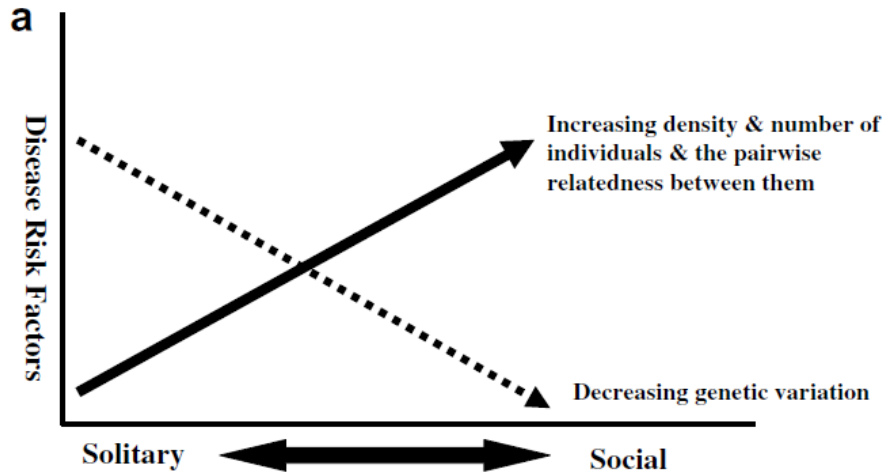 a
Disease Risk Factors
Increasing density & number of
individuals & the pairwise
relatedness between them
Decreasing genetic variation
Solitary
Social